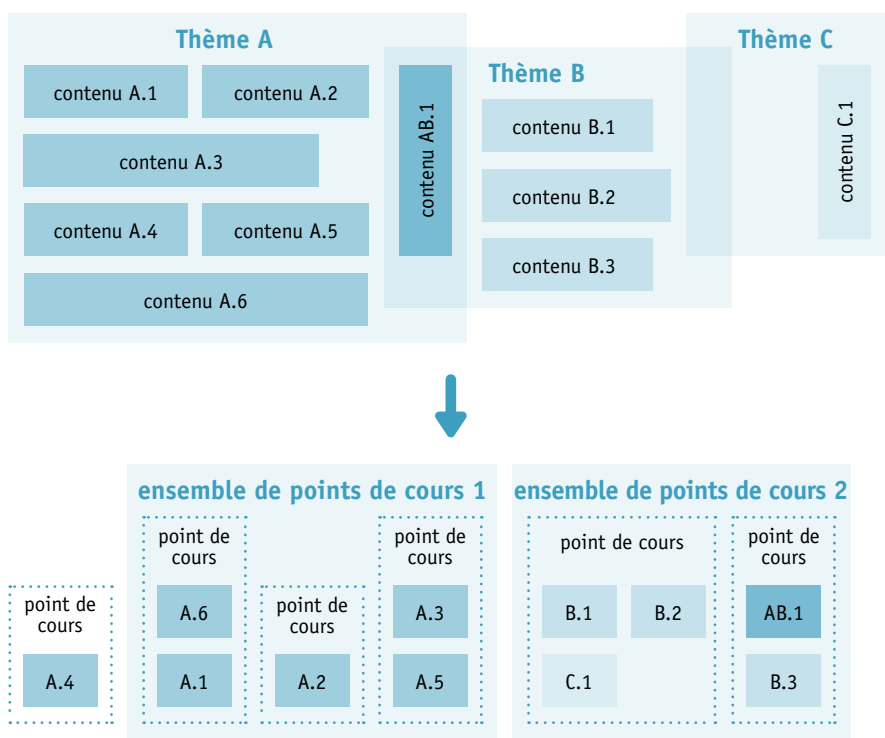 Thème A
contenu A.1
contenu A.2
contenu A.3
contenu A.4
contenu A.5
contenu A.6
contenu AB.1
Thème B
contenu B.1
contenu B.2
contenu B.3
Thème C
contenu C.1
point de
cours
A.4
ensemble de points de cours 1
point de
cours
A.6
A.1
point de
cours
A.2
point de
cours
A.3
A.5
ensemble de points de cours 2
point de cours
B.1
B.2
C.1
point de
cours
AB.1
B.3